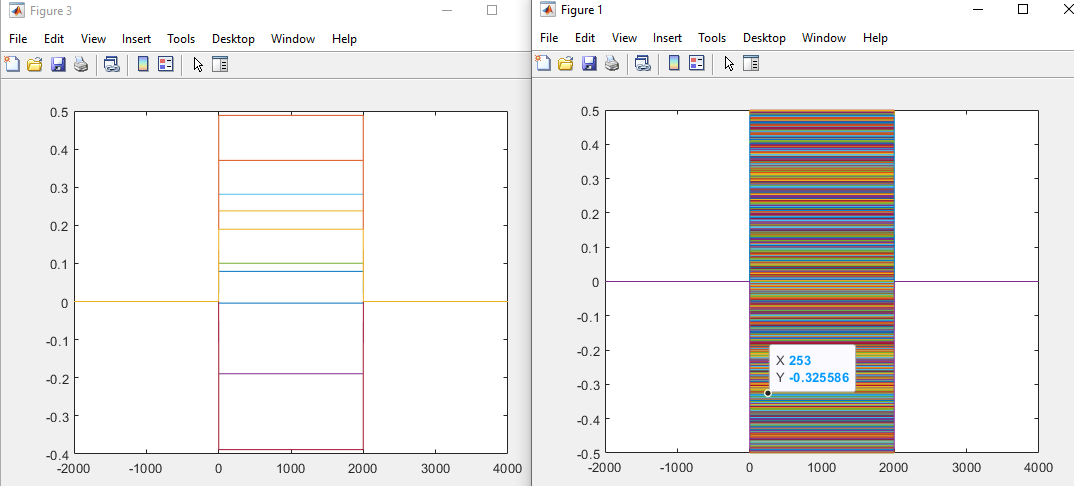 Figure 3
File Edit View Insert Tools Desktop Window Help
0.5
0.4
0.3
0.2
0.1
0
-0.1
-0.2
-0.3
-0.4
-2000 -1000 0 1000 2000 3000 4000
Figure 1
File Edit View Insert Tools Desktop Window Help
0.5
0.4
0.3
0.2
0.1
0
-0.1
-0.2
-0.3
-0.4
-0.5
X 253
Y -0.325586
-2000 -1000 0 1000 2000 3000 4000